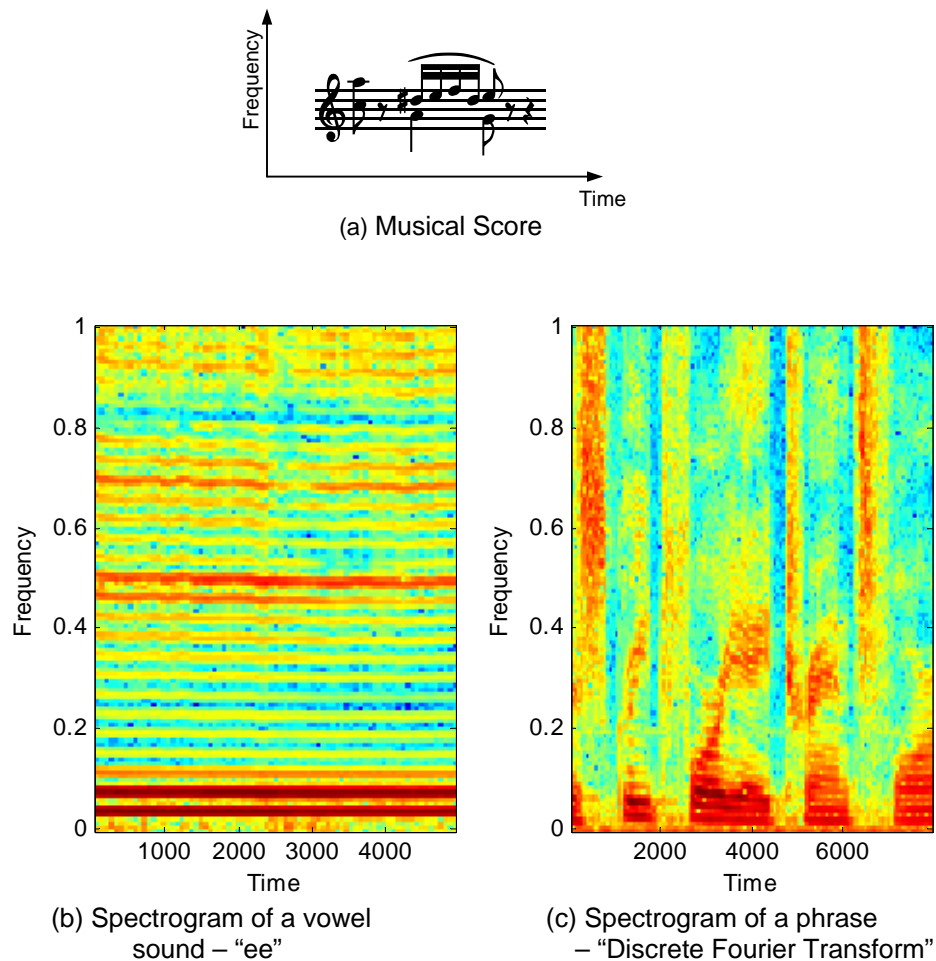 Frequency
Time
(a) Musical Score
1
0.8
0.6
0.4
0.2
0
Frequency
1000 2000 3000 4000
Time
(b) Spectrogram of a vowel
sound – “ee”
1
0.8
0.6
0.4
0.2
0
Frequency
2000 4000 6000
Time
(c) Spectrogram of a phrase
– “Discrete Fourier Transform”